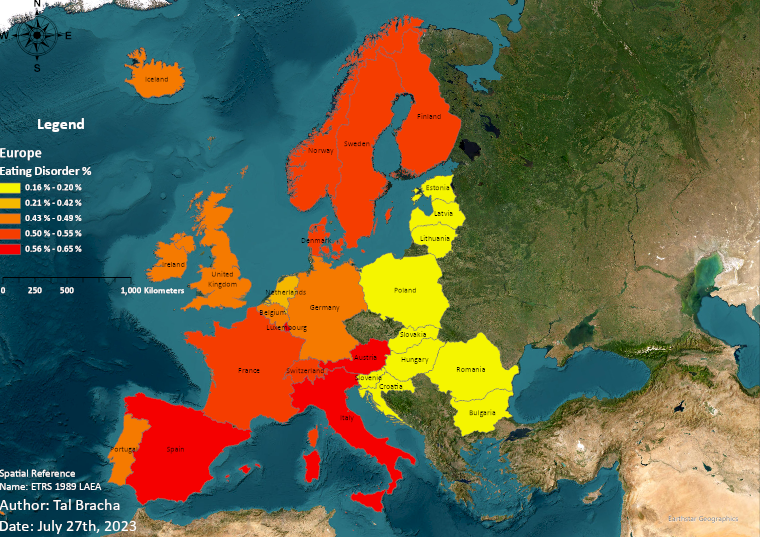 N
W
E
S
Iceland
Legend
Europe
Eating Disorder %
0.16 % - 0.20 %
0.21 % - 0.42 %
0.43 % - 0.49 %
0.50 % - 0.55 %
0.56 % - 0.65 %
0 250 500 1,000 Kilometers
Finland
Sweden
Norway
Estonia
Latvia
Lithuania
Denmark
Ireland
United
Kingdom
Netherlands
Poland
Germany
Belgium
Luxembourg
Slovakia
Austria
Hungary
France
Switzerland
Romania
Slovenia
Croatia
Bulgaria
Italy
Portugal
Spain
Spatial Reference
Name: ETRS 1989 LAEA
Author: Tal Bracha
Date: July 27th, 2023
Earthstar Geographics